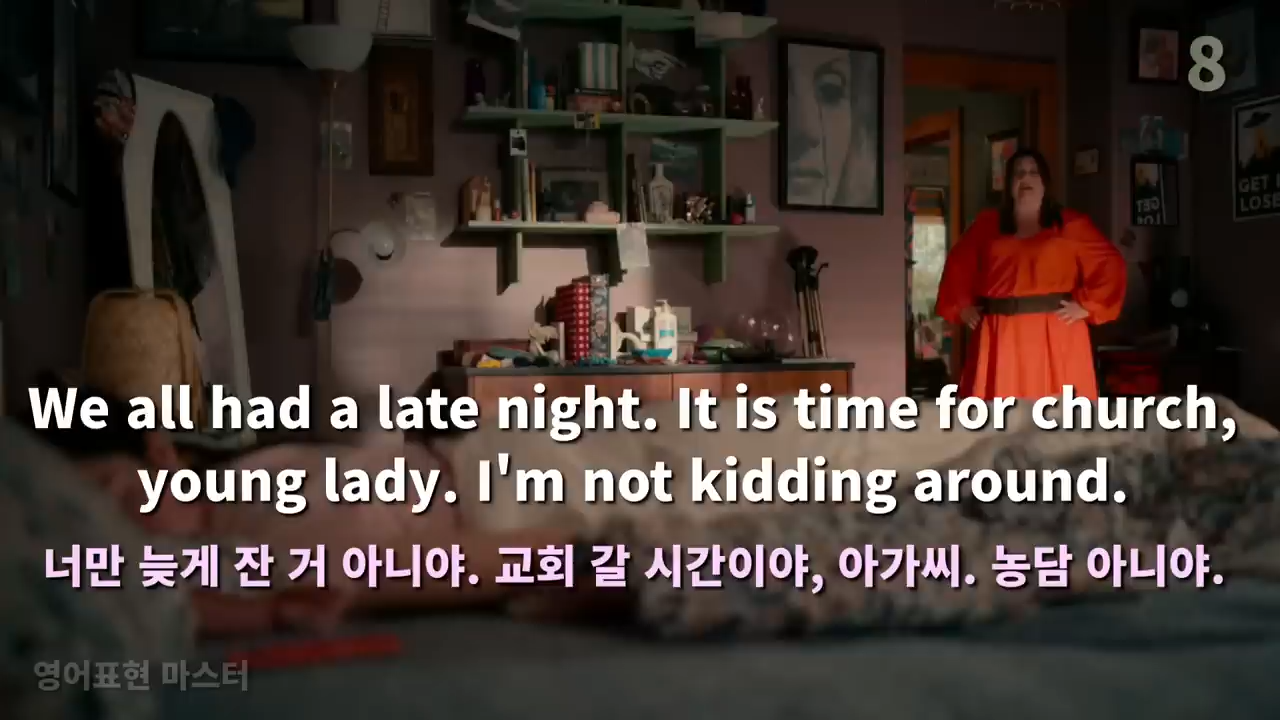 8
GET
LOSE
We all had a late night. It is time for church,
young lady. I'm not kidding around.
너만 늦게 잔 거 아니야. 교회 갈 시간이야, 아가씨. 농담 아니야.
영어표현 마스터